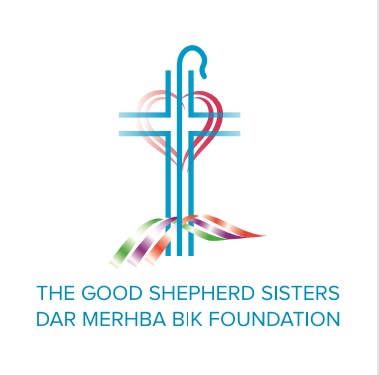 THE GOOD SHEPHERD SISTERS
DAR MERHBA BIK FOUNDATION